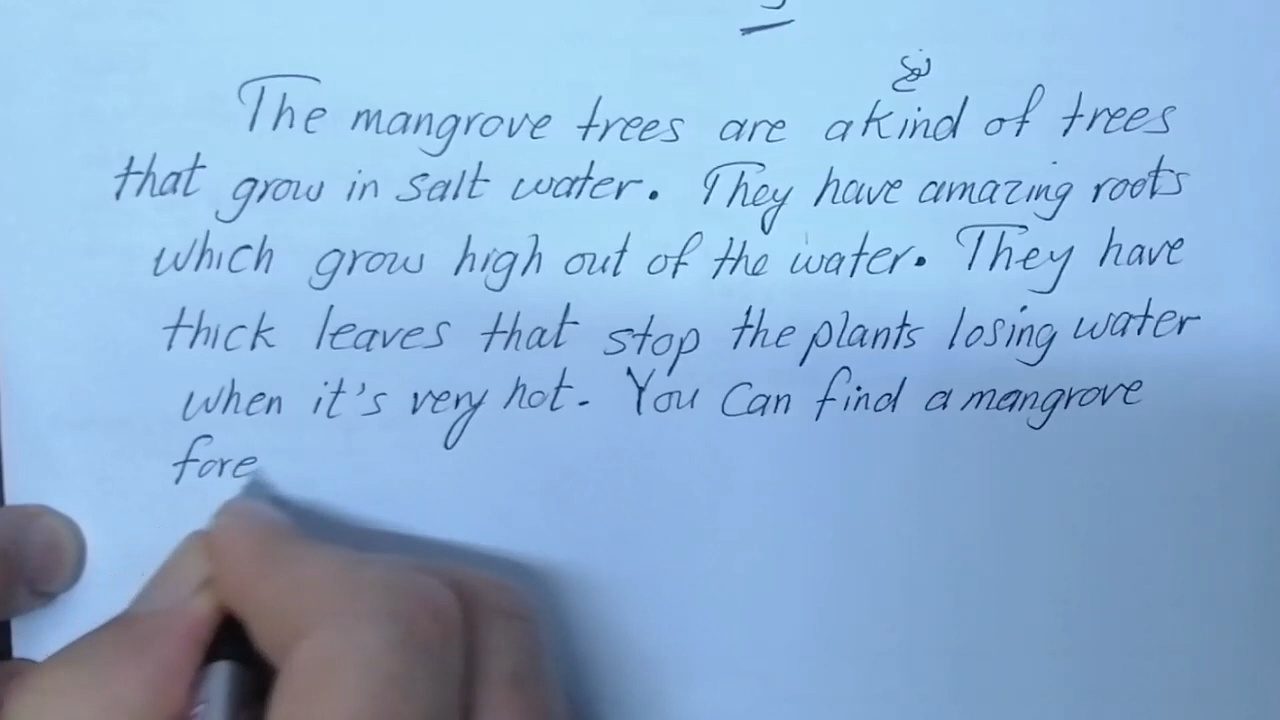 نوع
The mangrove trees are a kind of trees
that grow in salt water. They have amazing roots
which grow high out of the water. They have
thick leaves that stop the plants losing water
when it's very hot. You can find a mangrove
fore